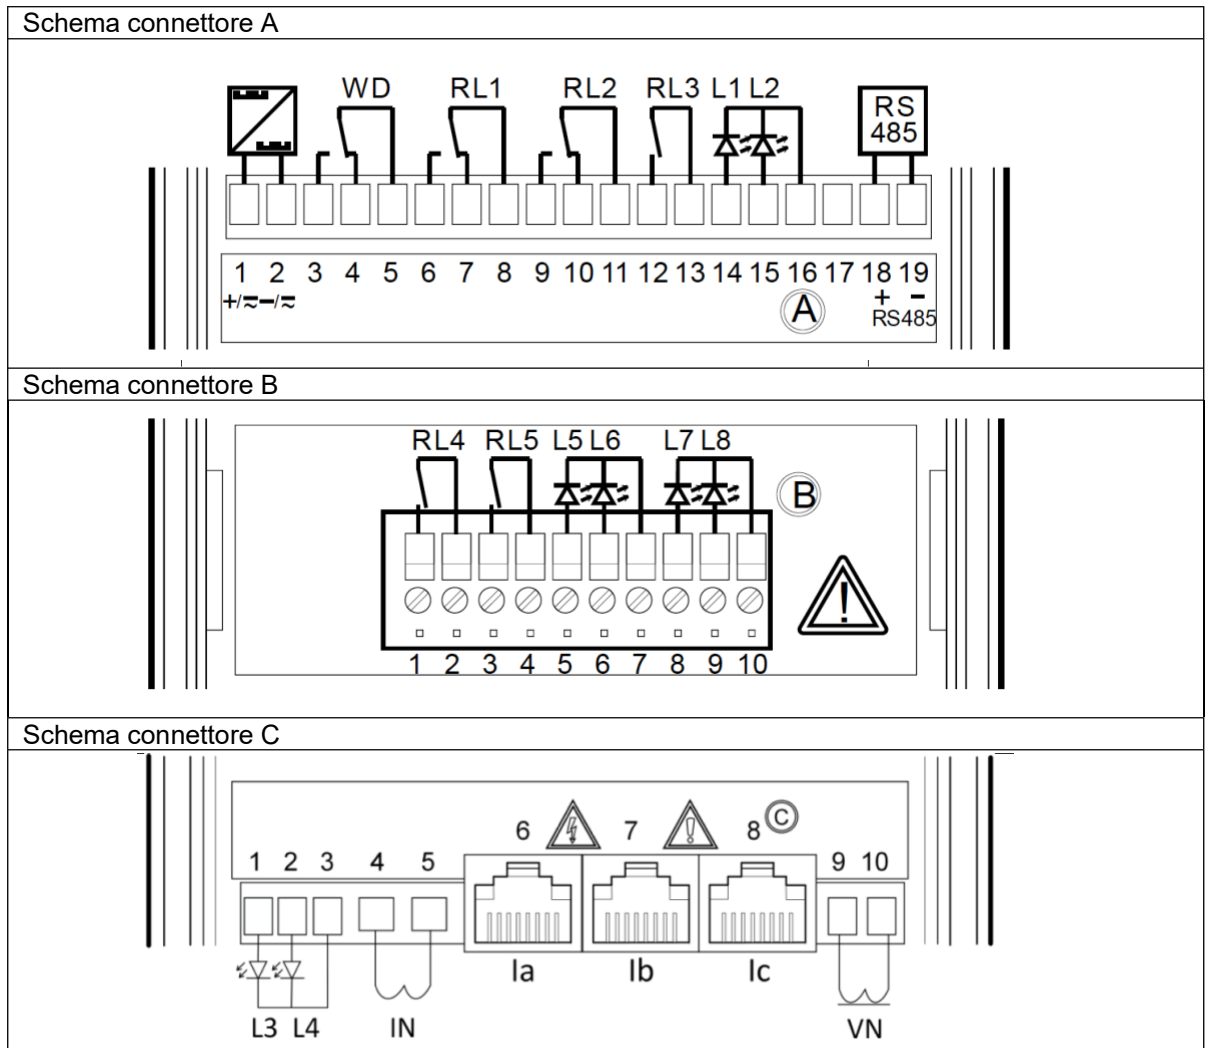 Schema connettore A
WD RL1 RL2 RL3 L1 L2 RS
485
1 2 3 4 5 6 7 8 9 10 11 12 13 14 15 16 17 18 19
+/≂ −/≂ + −
A RS485
Schema connettore B
RL4 RL5 L5 L6 L7 L8
B
!
1 2 3 4 5 6 7 8 9 10
Schema connettore C
6 7 ! 8 C
1 2 3 4 5 9 10
Ia Ib Ic
L3 L4 IN VN